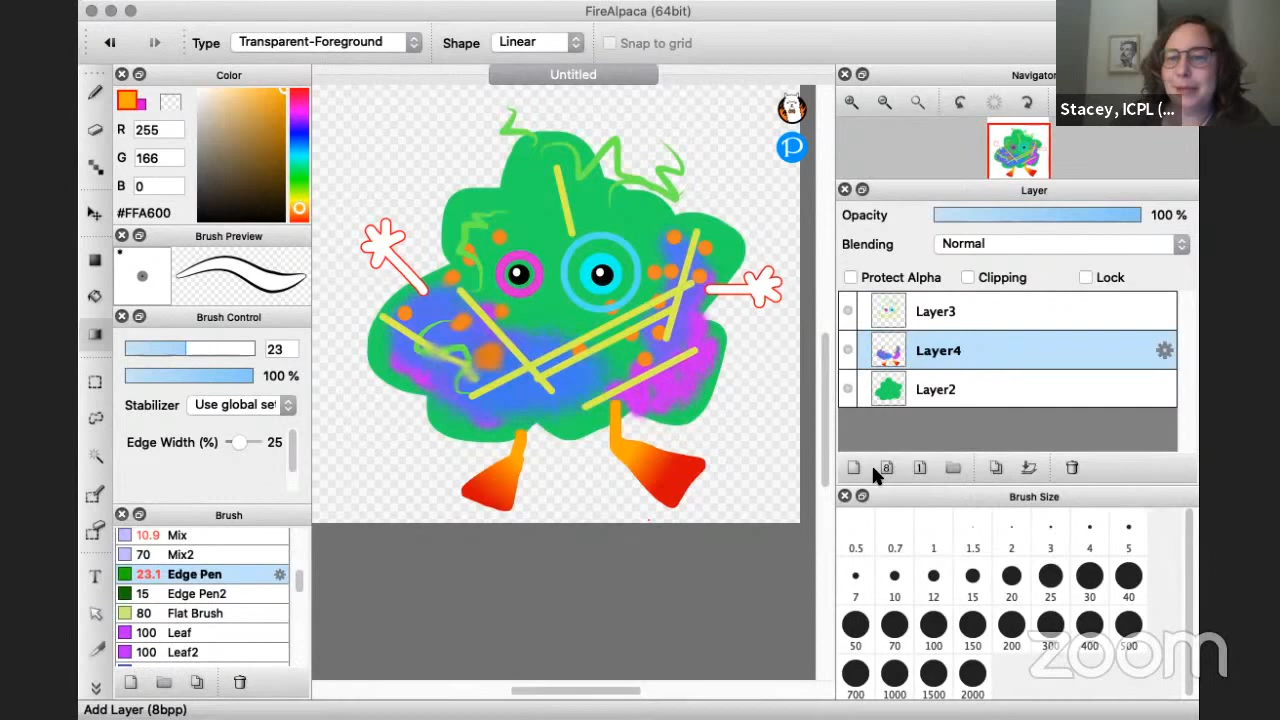 FireAlpaca (64bit)
Type Transparent-Foreground Shape Linear Snap to grid
Untitled
Color
R 255
G 166
B 0
#FFA600
Brush Preview
Brush Control
23
100 %
Stabilizer Use global set
Edge Width (%) 25
Brush
10.9 Mix
70 Mix2
23.1 Edge Pen
15 Edge Pen2
80 Flat Brush
100 Leaf
100 Leaf2
Add Layer (8bpp)
P
Navigato
Stacey, ICPL (...
Layer
Opacity 100 %
Blending Normal
Protect Alpha Clipping Lock
Layer3
Layer4
Layer2
8 1
Brush Size
0.5 0.7 1 1.5 2 3 4 5
7 10 12 15 20 25 30 40
50 70 100 150 200 300 400 500
700 1000 1500 2000
zoom